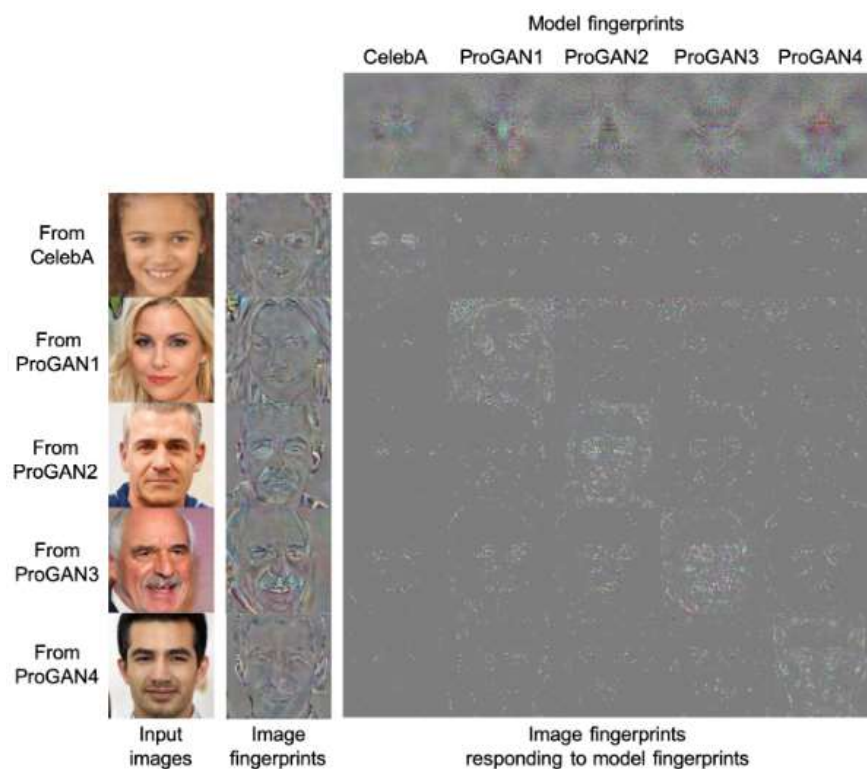 Model fingerprints
CelebA ProGAN1 ProGAN2 ProGAN3 ProGAN4
From
CelebA
From
ProGAN1
From
ProGAN2
From
ProGAN3
From
ProGAN4
Input
images
Image
fingerprints
Image fingerprints
responding to model fingerprints